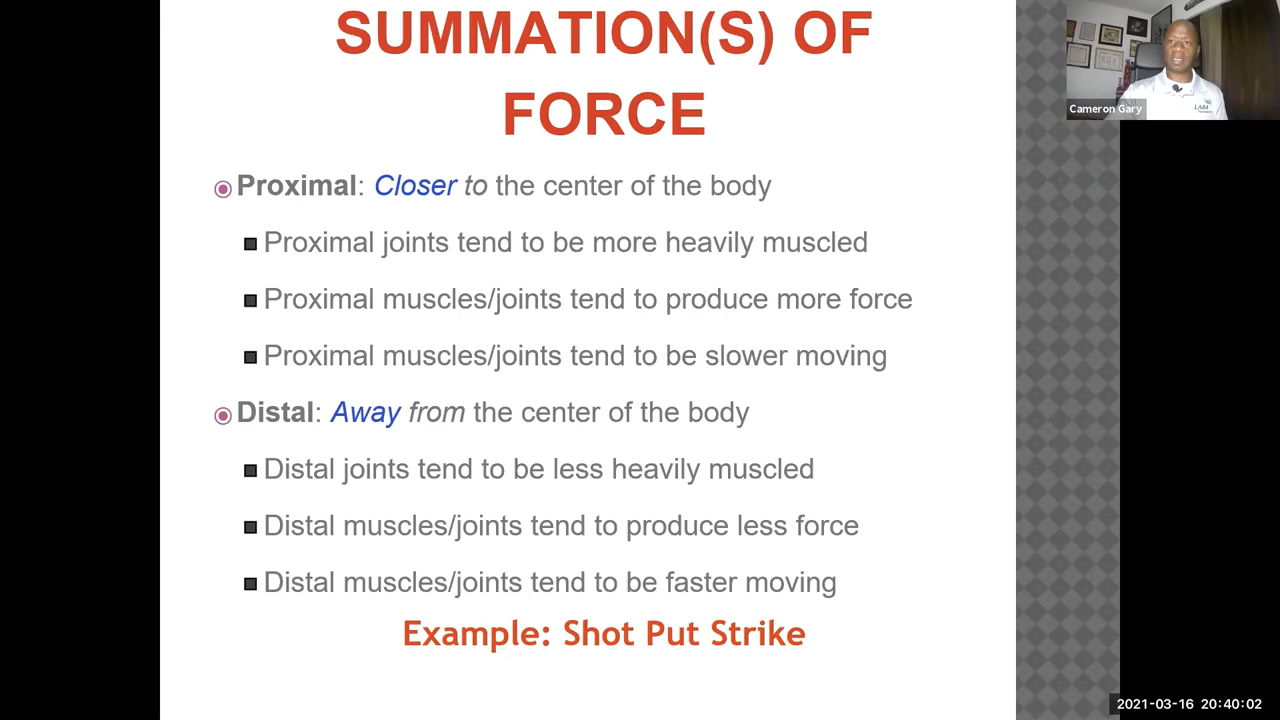 SUMMATION(S) OF
FORCE
Proximal: Closer to the center of the body
Proximal joints tend to be more heavily muscled
Proximal muscles/joints tend to produce more force
Proximal muscles/joints tend to be slower moving
Distal: Away from the center of the body
Distal joints tend to be less heavily muscled
Distal muscles/joints tend to produce less force
Distal muscles/joints tend to be faster moving
Example: Shot Put Strike
Cameron Gary
2021-03-16 20:40:02